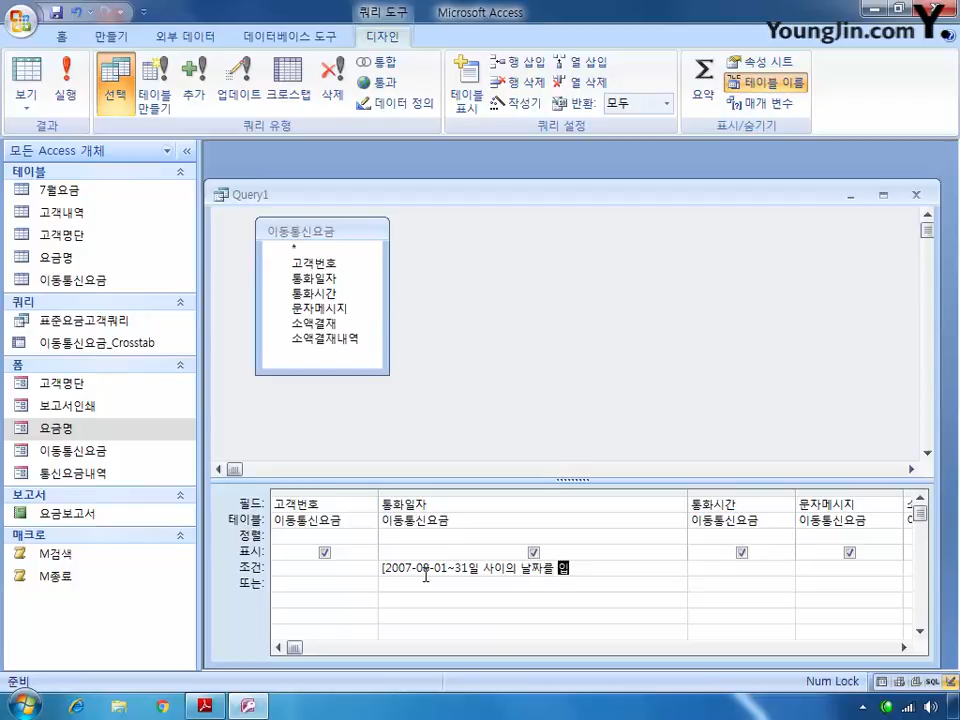 쿼리 도구
Microsoft Access
YoungJin.com Y.
홈
만들기
외부 데이터
데이터베이스 도구
디자인
보기
실행
선택
테이블
만들기
추가
업데이트
크로스탭
삭제
통합
통과
데이터 정의
테이블
표시
행 삽입
행 삭제
작성기
열 삽입
열 삭제
반환: 모두
요약
속성 시트
테이블 이름
매개 변수
결과
쿼리 유형
쿼리 설정
표시/숨기기
모든 Access 개체
테이블
7월요금
고객내역
고객명단
요금명
이동통신요금
쿼리
표준요금고객쿼리
이동통신요금_Crosstab
폼
고객명단
보고서인쇄
요금명
이동통신요금
통신요금내역
보고서
요금보고서
매크로
M검색
M종료
Query1
이동통신요금
*
고객번호
통화일자
통화시간
문자메시지
소액결재
소액결재내역
필드: 고객번호 통화일자 통화시간 문자메시지
테이블: 이동통신요금 이동통신요금 이동통신요금 이동통신요금
정렬:
표시:
조건: [2007-08-01~31일 사이의 날짜를 입
또는:
준비
Num Lock
SQL